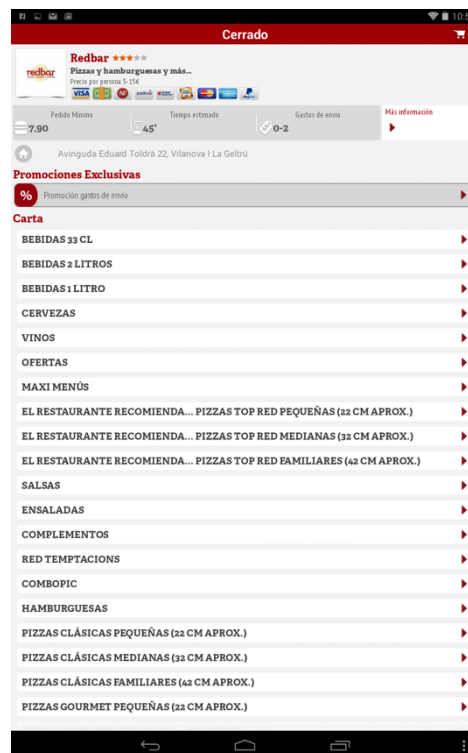 10:5
Cerrado
redbar
Redbar
Pizzas y hamburguesas y más...
Precio por persona 5-15€
VISA
Pedido Mínimo
7.90
Tiempo estimado
45'
Gastos de envío
0-2
Más información
Avinguda Eduard Toldrà 22, Vilanova I La Geltrú
Promociones Exclusivas
% Promoción gastos de envío
Carta
BEBIDAS 33 CL
BEBIDAS 2 LITROS
BEBIDAS 1 LITRO
CERVEZAS
VINOS
OFERTAS
MAXI MENÚS
EL RESTAURANTE RECOMIENDA... PIZZAS TOP RED PEQUEÑAS (22 CM APROX.)
EL RESTAURANTE RECOMIENDA... PIZZAS TOP RED MEDIANAS (32 CM APROX.)
EL RESTAURANTE RECOMIENDA... PIZZAS TOP RED FAMILIARES (42 CM APROX.)
SALSAS
ENSALADAS
COMPLEMENTOS
RED TEMPTACIONS
COMBOPIC
HAMBURGUESAS
PIZZAS CLÁSICAS PEQUEÑAS (22 CM APROX.)
PIZZAS CLÁSICAS MEDIANAS (32 CM APROX.)
PIZZAS CLÁSICAS FAMILIARES (42 CM APROX.)
PIZZAS GOURMET PEQUEÑAS (22 CM APROX.)